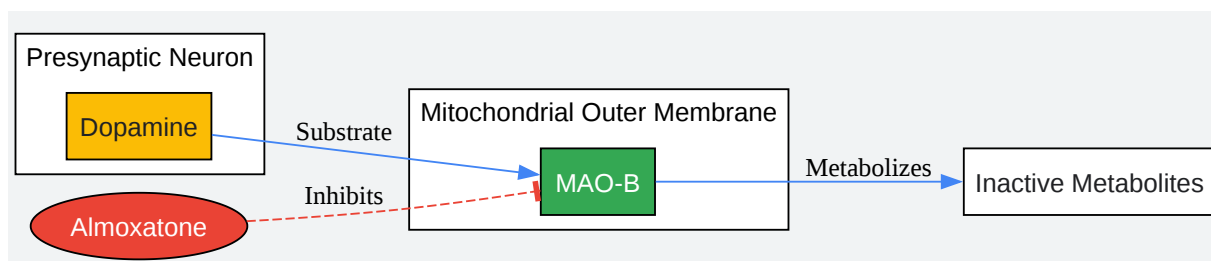 Presynaptic Neuron
Dopamine
Substrate
Mitochondrial Outer Membrane
MAO-B
Metabolizes
Inactive Metabolites
Inhibits
Almoxatone